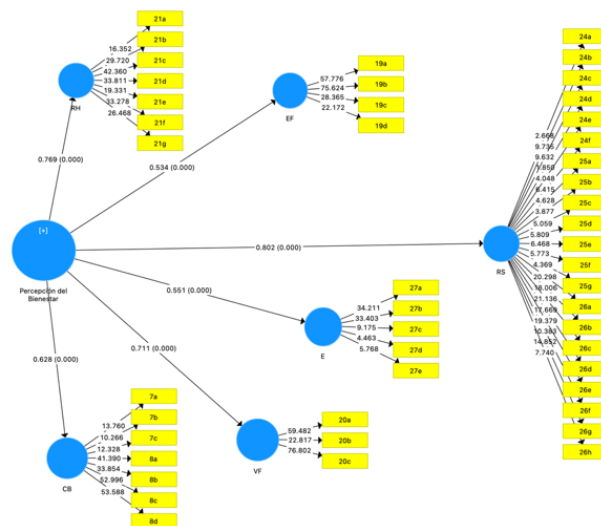 21a
21b
21c
21d
21e
21f
21g
16.352
29.720
42.360
33.811
19.331
33.278
26.468
RH
0.769 (0.000)
19a
19b
19c
19d
57.776
75.624
28.365
22.172
EF
0.534 (0.000)
[+]
Percepción del
Bienestar
0.802 (0.000)
0.551 (0.000)
0.711 (0.000)
0.628 (0.000)
24a
24b
24c
24d
24e
24f
25a
25b
25c
25d
25e
25f
25g
26a
26b
26c
26d
26e
26f
26g
26h
2.668
9.735
9.632
4.048
4.628
3.877
5.059
5.809
6.468
5.773
4.369
20.298
18.006
21.136
17.669
19.379
10.383
14.852
7.740
RS
27a
27b
27c
27d
27e
34.211
33.403
9.175
4.463
5.768
E
20a
20b
20c
59.482
22.817
76.802
VF
7a
7b
7c
8a
8b
8c
8d
13.760
10.266
12.328
41.390
33.854
52.996
53.588
CB